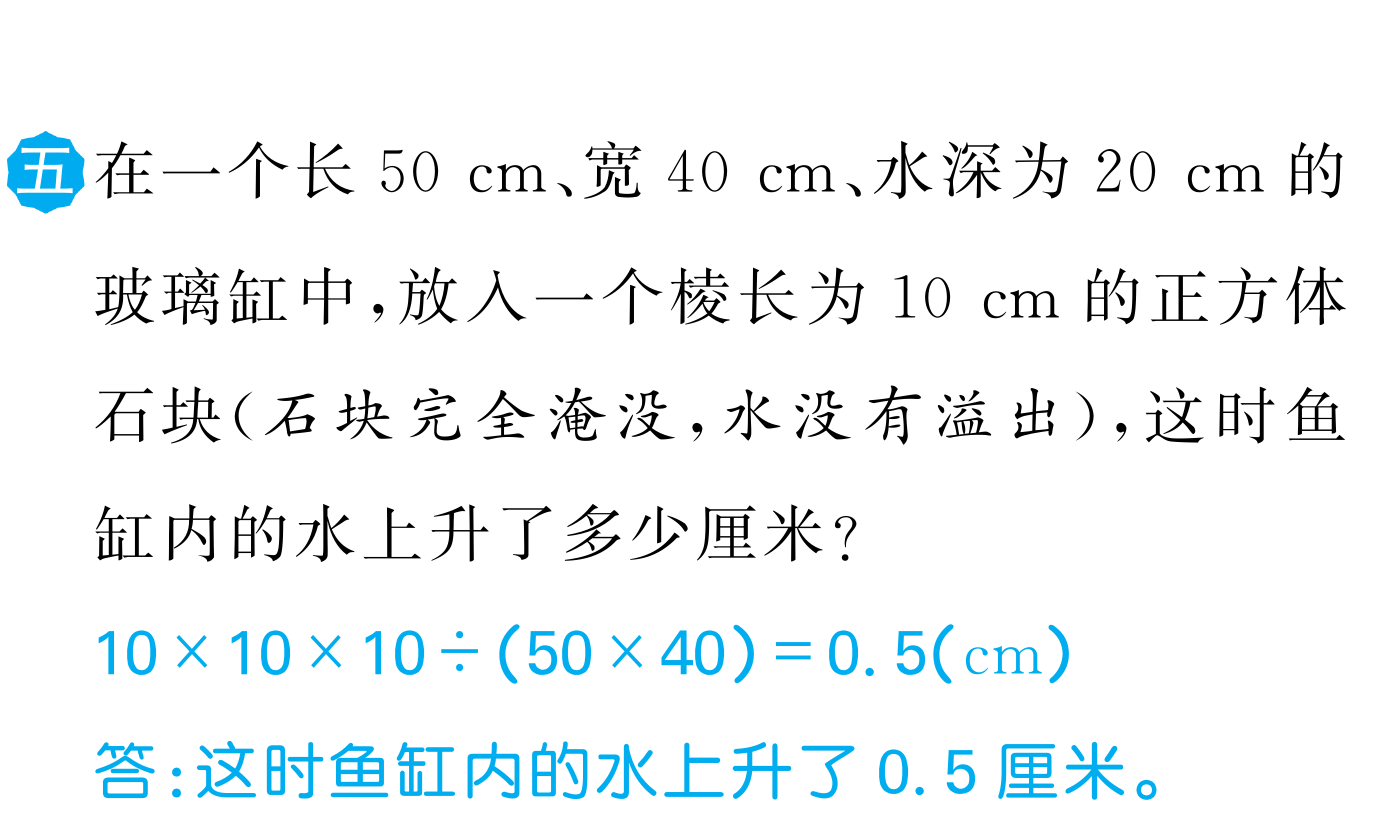 五 在一个长 50 cm、宽 40 cm、水深为 20 cm 的
玻璃缸中,放入一个棱长为 10 cm 的正方体
石块(石块完全淹没,水没有溢出),这时鱼
缸内的水上升了多少厘米?
10×10×10÷(50×40)=0.5(cm)
答:这时鱼缸内的水上升了 0.5 厘米。